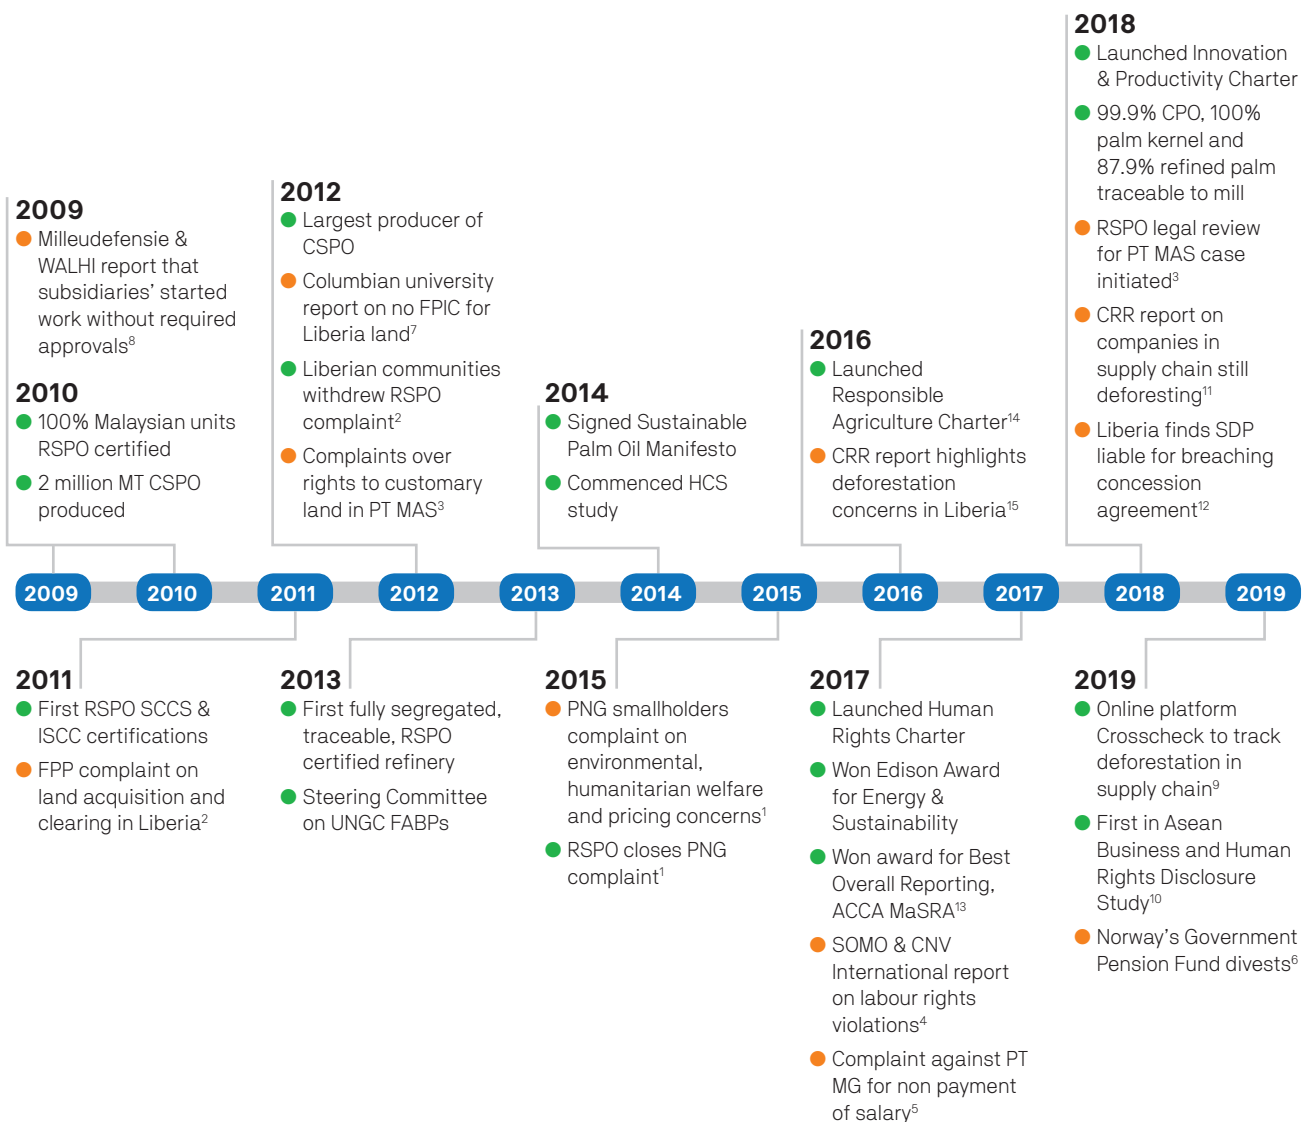 2009
Milleudefensie &
WALHI report that
subsidiaries’ started
work without required
approvals⁸
2010
100% Malaysian units
RSPO certified
2 million MT CSPO
produced
2012
Largest producer of
CSPO
Columbian university
report on no FPIC for
Liberia land⁷
Liberian communities
withdrew RSPO
complaint²
Complaints over
rights to customary
land in PT MAS³
2014
Signed Sustainable
Palm Oil Manifesto
Commenced HCS
study
2016
Launched
Responsible
Agriculture Charter¹⁴
CRR report highlights
deforestation
concerns in Liberia¹⁵
2018
Launched Innovation
& Productivity Charter
99.9% CPO, 100%
palm kernel and
87.9% refined palm
traceable to mill
RSPO legal review
for PT MAS case
initiated³
CRR report on
companies in
supply chain still
deforesting¹¹
Liberia finds SDP
liable for breaching
concession
agreement¹²
2009 2010 2011 2012 2013 2014 2015 2016 2017 2018 2019
2011
First RSPO SCCS &
ISCC certifications
FPP complaint on
land acquisition and
clearing in Liberia²
2013
First fully segregated,
traceable, RSPO
certified refinery
Steering Committee
on UNGC FABPs
2015
PNG smallholders
complaint on
environmental,
humanitarian welfare
and pricing concerns¹
RSPO closes PNG
complaint¹
2017
Launched Human
Rights Charter
Won Edison Award
for Energy &
Sustainability
Won award for Best
Overall Reporting,
ACCA MaSRA¹³
SOMO & CNV
International report
on labour rights
violations⁴
Complaint against PT
MG for non payment
of salary⁵
2019
Online platform
Crosscheck to track
deforestation in
supply chain⁹
First in Asean
Business and Human
Rights Disclosure
Study¹⁰
Norway’s Government
Pension Fund divests⁶